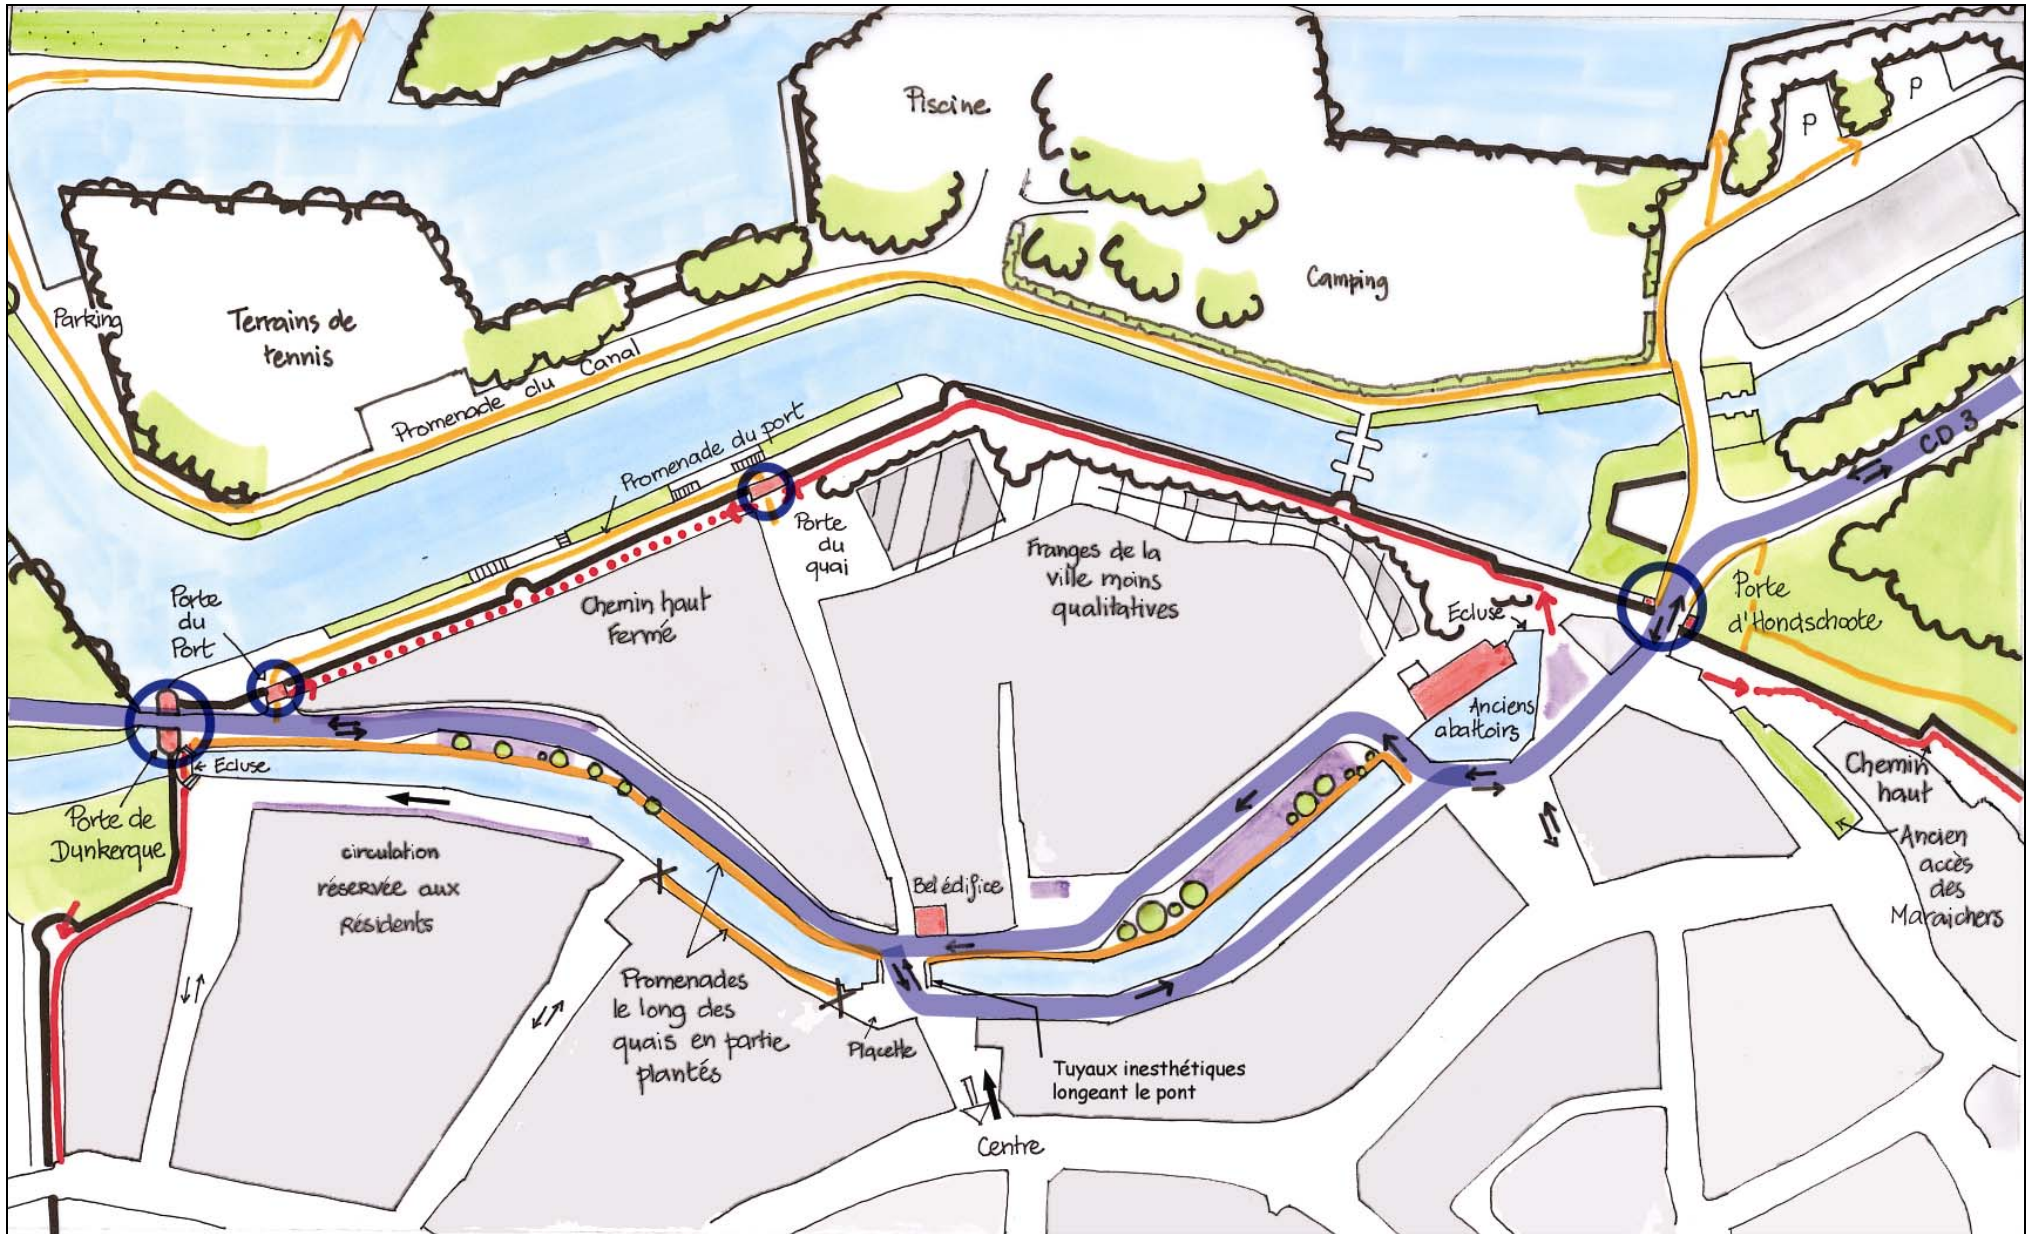 Piscine
P
P
Camping
Parking
Terrains de
tennis
Promenade du Canal
Promenade du port
CD 3
Porte
du
quai
Franges de la
ville moins
qualitatives
Chemin haut
Fermé
Porte
du
Port
Ecluse
Porte
d'Hondschoote
Anciens
abattoirs
Ecluse
Porte de
Dunkerque
circulation
réservée aux
Résidents
Bel édifice
Chemin
haut
Ancien
accès
des
Maraichers
Promenades
le long des
quais en partie
plantés
Placette
Tuyaux inesthétiques
longeant le pont
Centre